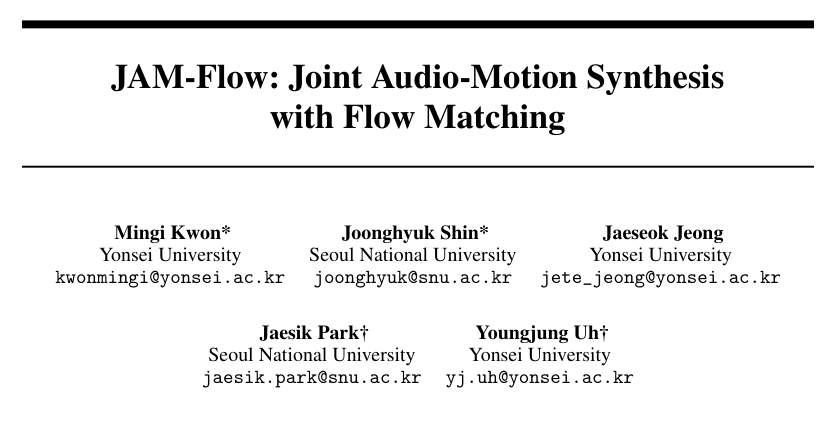 JAM-Flow: Joint Audio-Motion Synthesis
with Flow Matching
Mingi Kwon* Joonghyuk Shin* Jaeseok Jeong
Yonsei University Seoul National University Yonsei University
kwonmingi@yonsei.ac.kr joonghyuk@snu.ac.kr jete_jeong@yonsei.ac.kr
Jaesik Park† Youngjung Uh†
Seoul National University Yonsei University
jaesik.park@snu.ac.kr yj.uh@yonsei.ac.kr